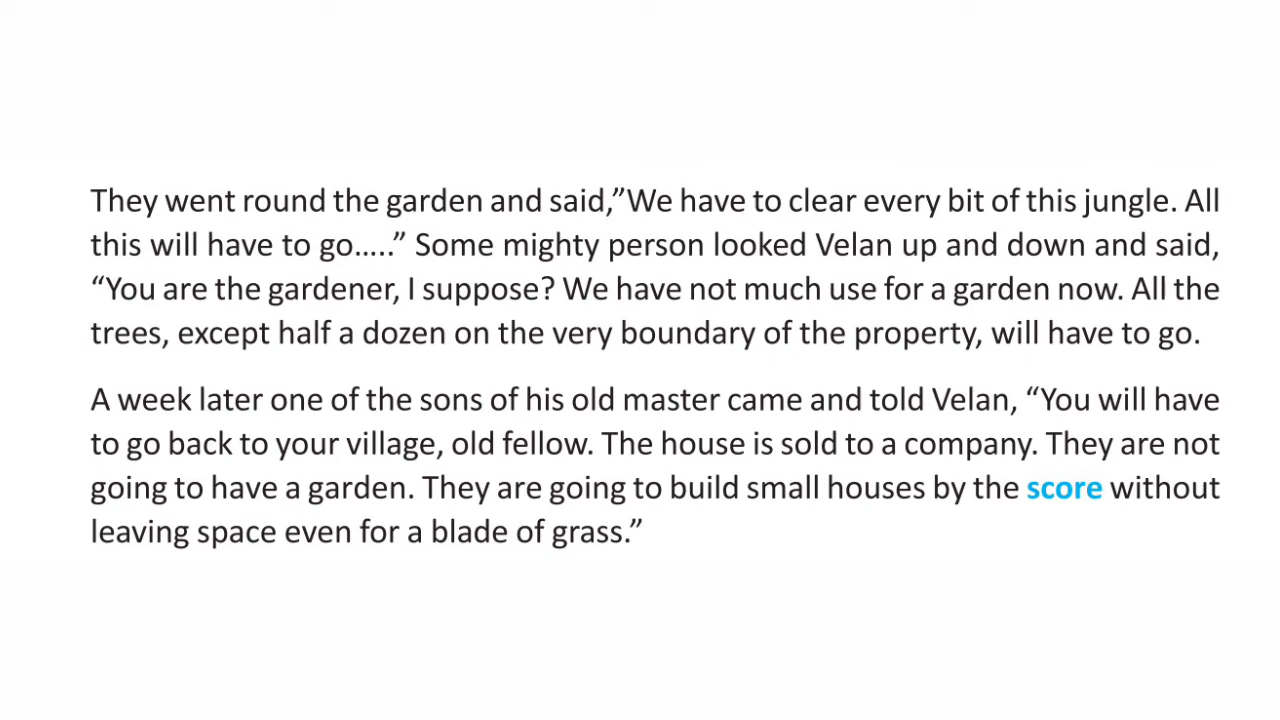 They went round the garden and said,”We have to clear every bit of this jungle. All
this will have to go…..” Some mighty person looked Velan up and down and said,
“You are the gardener, I suppose? We have not much use for a garden now. All the
trees, except half a dozen on the very boundary of the property, will have to go.
A week later one of the sons of his old master came and told Velan, “You will have
to go back to your village, old fellow. The house is sold to a company. They are not
going to have a garden. They are going to build small houses by the score without
leaving space even for a blade of grass.”